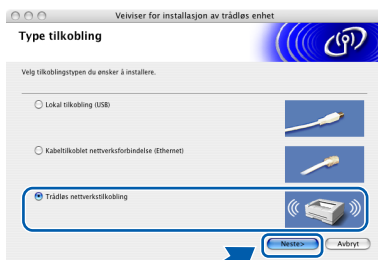 Veiviser for installasjon av trådløs enhet
Type tilkobling
Velg tilkoblingstypen du ønsker å installere.
Lokal tilkobling (USB)
Kabeltilkoblet nettverksforbindelse (Ethernet)
Trådløs nettverkstilkobling
Neste>
Avbryt